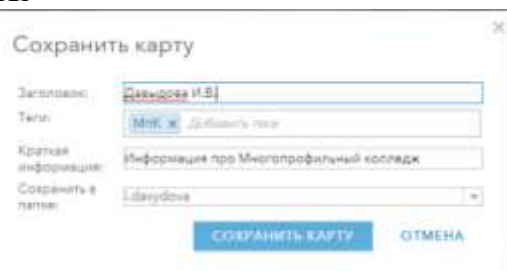 Сохранить карту
Заголовок: Давыдова И.В.
Теги: МпК × Добавить теги
Краткая информация: Информация про Многопрофильный колледж
Сохранить в папке: i.davydova
СОХРАНИТЬ КАРТУ ОТМЕНА